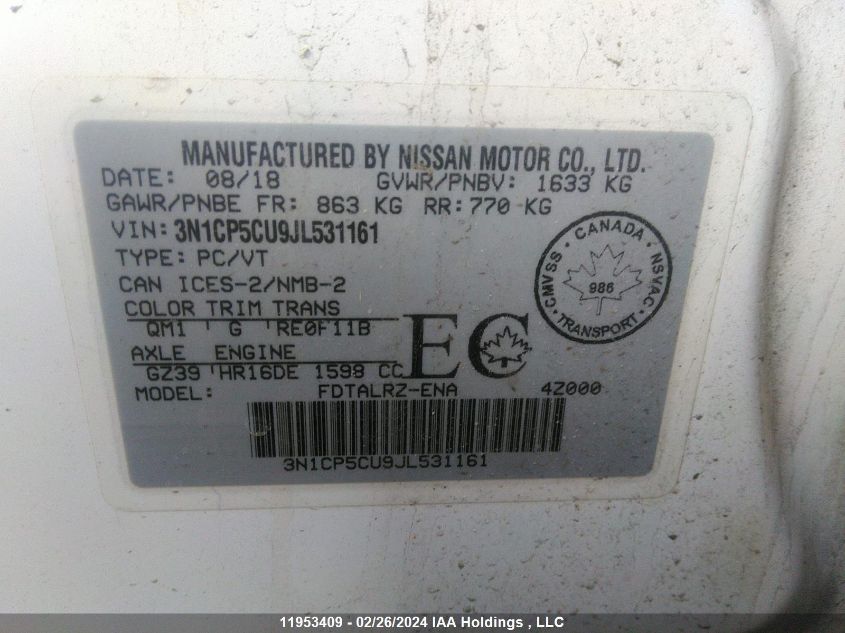 MANUFACTURED BY NISSAN MOTOR CO., LTD.
DATE: 08/18 GVWR/PNBV: 1633 KG
GAWR/PNBE FR: 863 KG RR: 770 KG
VIN: 3N1CP5CU9JL531161
TYPE: PC/VT
CAN ICES-2/NMB-2
COLOR TRIM TRANS
QM1 G RE0F11B
AXLE ENGINE
GZ39 HR16DE 1598 CC
MODEL: FDTALRZ-ENA 4Z000
EC
CMVSS · CANADA · NSVAC · TRANSPORT ·
986
3N1CP5CU9JL531161
11953409 - 02/26/2024 IAA Holdings , LLC